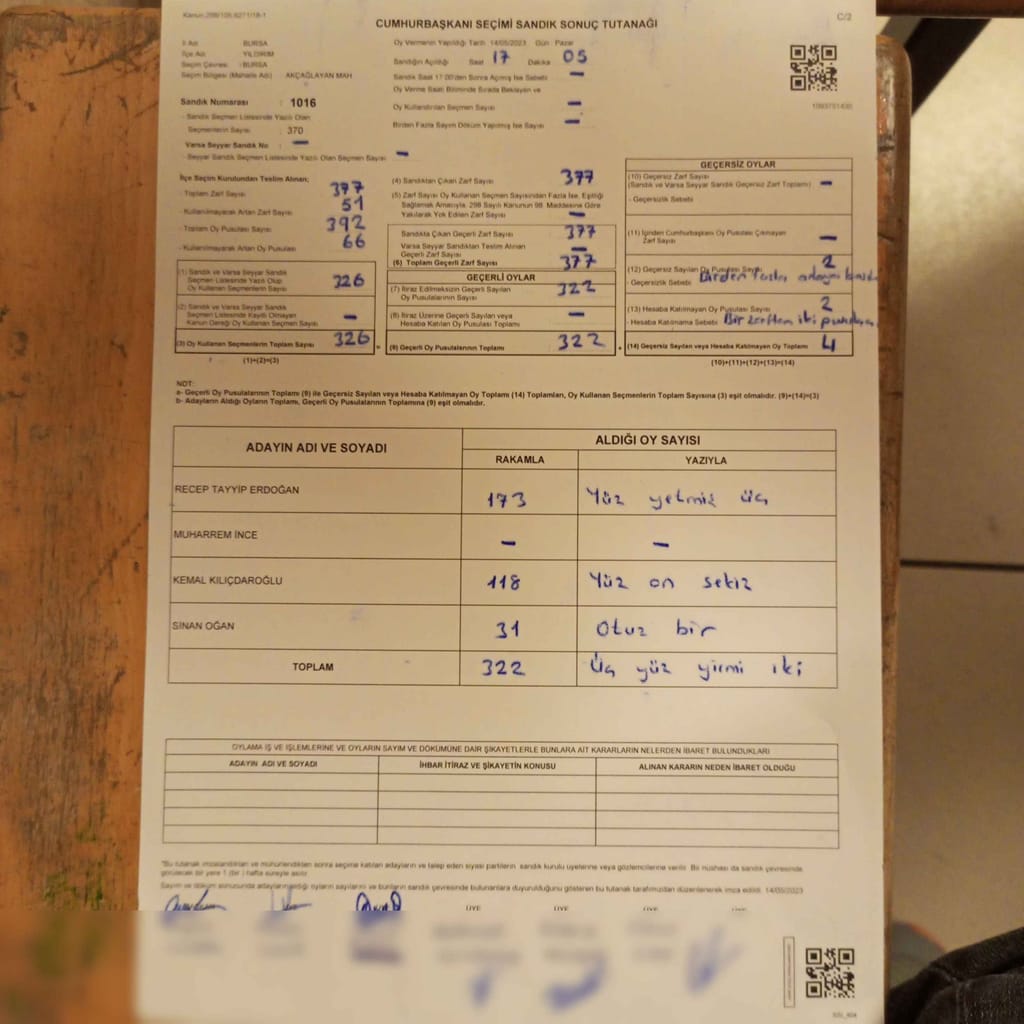 CUMHURBAŞKANI SEÇİMİ SANDIK SONUÇ TUTANAĞI
C/2
İl Adı : BURSA
İlçe Adı : YILDIRIM
Seçim Çevresi : BURSA
Seçim Bölgesi (Mahalle Adı) AKÇAĞLAYAN MAH
Oy Vermenin Yapıldığı Tarih 14/05/2023 Gün Pazar
Sandığın Açıldığı Saat 17 Dakika 05
Sandık Saat 17:00'den Sonra Açılmış İse Sebebi —
Oy Verme Saati Bitiminde Sırada Bekleyen ve
Oy Kullandırılan Seçmen Sayısı —
Birden Fazla Sayım Döküm Yapılmış İse Sayısı —
Sandık Numarası : 1016
- Sandık Seçmen Listesinde Yazılı Olan
Seçmenlerin Sayısı : 370
Varsa Seyyar Sandık No : —
- Seyyar Sandık Seçmen Listesinde Yazılı Olan Seçmen Sayısı : —
İlçe Seçim Kurulundan Teslim Alınan;
- Toplam Zarf Sayısı 377
- Kullanılmayacak Artan Zarf Sayısı 51
- Toplam Oy Pusulası Sayısı 392
- Kullanılmayarak Artan Oy Pusulası 66
(1) Sandık ve Varsa Seyyar Sandık
Seçmen Listesinde Yazılı Olup
Oy Kullanan Seçmen Sayısı 326
(2) Sandık ve Varsa Seyyar Sandık
Seçmen Listesinde Kayıtlı Olmayan
Kanun Gereği Oy Kullanan Seçmen Sayısı —
(3) Oy Kullanan Seçmenlerin Toplam Sayısı 326
(1)+(2)=(3)
(4) Sandıktan Çıkan Zarf Sayısı 377
(5) Zarf Sayısı Oy Kullanan Seçmen Sayısından Fazla İse, Eşitliği
Sağlamak Amacıyla, 298 Sayılı Kanunun 98. Maddesine Göre
Yakılarak Yok Edilen Zarf Sayısı —
Sandıkta Çıkan Geçerli Zarf Sayısı 377
Varsa Seyyar Sandıktan Teslim Alınan
Geçerli Zarf Sayısı —
(6) Toplam Geçerli Zarf Sayısı 377
GEÇERLİ OYLAR
(7) İtiraz Edilmeksizin Geçerli Sayılan
Oy Pusulalarının Sayısı 322
(8) İtiraz Üzerine Geçerli Sayılan veya
Hesaba Katılan Oy Pusulası Toplamı —
(9) Geçerli Oy Pusulalarının Toplamı 322
GEÇERSİZ OYLAR
(10) Geçersiz Zarf Sayısı
(Sandık ve Varsa Seyyar Sandık Geçersiz Zarf Toplamı) —
- Geçersizlik Sebebi
(11) İçinden Cumhurbaşkanı Oy Pusulası Çıkmayan
Zarf Sayısı —
(12) Geçersiz Sayılan Oy Pusulası Sayısı 2
- Geçersizlik Sebebi Birden fazla
(13) Hesaba Katılmayan Oy Pusulası Sayısı 2
- Hesaba Katılmama Sebebi Bir zarftan iki pusula
(14) Geçersiz Sayılan veya Hesaba Katılmayan Oy Toplamı 4
(10)+(11)+(12)+(13)=(14)
NOT:
a- Geçerli Oy Pusulalarının Toplamı (9) ile Geçersiz Sayılan veya Hesaba Katılmayan Oy Toplamı (14) Toplamları, Oy Kullanan Seçmenlerin Toplam Sayısına (3) eşit olmalıdır. (9)+(14)=(3)
b- Adayların Aldığı Oyların Toplamı, Geçerli Oy Pusulalarının Toplamına (9) eşit olmalıdır.
ADAYIN ADI VE SOYADI ALDIĞI OY SAYISI
RAKAMLA YAZIYLA
RECEP TAYYİP ERDOĞAN 173 Yüz yetmiş üç
MUHARREM İNCE — —
KEMAL KILIÇDAROĞLU 118 Yüz on sekiz
SİNAN OĞAN 31 Otuz bir
TOPLAM 322 Üç yüz yirmi iki
OYLAMA İŞ VE İŞLEMLERİNE VE OYLARIN SAYIM VE DÖKÜMÜNE DAİR ŞİKAYETLERLE BUNLARA AİT KARARLARIN NELERDEN İBARET BULUNDUKLARI
ADAYIN ADI VE SOYADI İHBAR İTİRAZ VE ŞİKAYETİN KONUSU ALINAN KARARIN NEDEN İBARET OLDUĞU
"Bu tutanak imzalandıktan ve mühürlendikten sonra seçime katılan adayların ve talep eden siyasi partilerin sandık kurulu üyelerine veya gözlemcilerine verilir. Bir nüshası da sandık çevresinde
görülecek bir yere 1 (bir) hafta süreyle asılır.
Sayım ve döküm sonucunda adayların aldığı oyların sayılarını ve bunların sandık çevresinde bulunanlara duyurulduğunu gösteren bu tutanak tarafımızdan düzenlenerek imza edildi. 14/05/2023
ÜYE ÜYE ÜYE